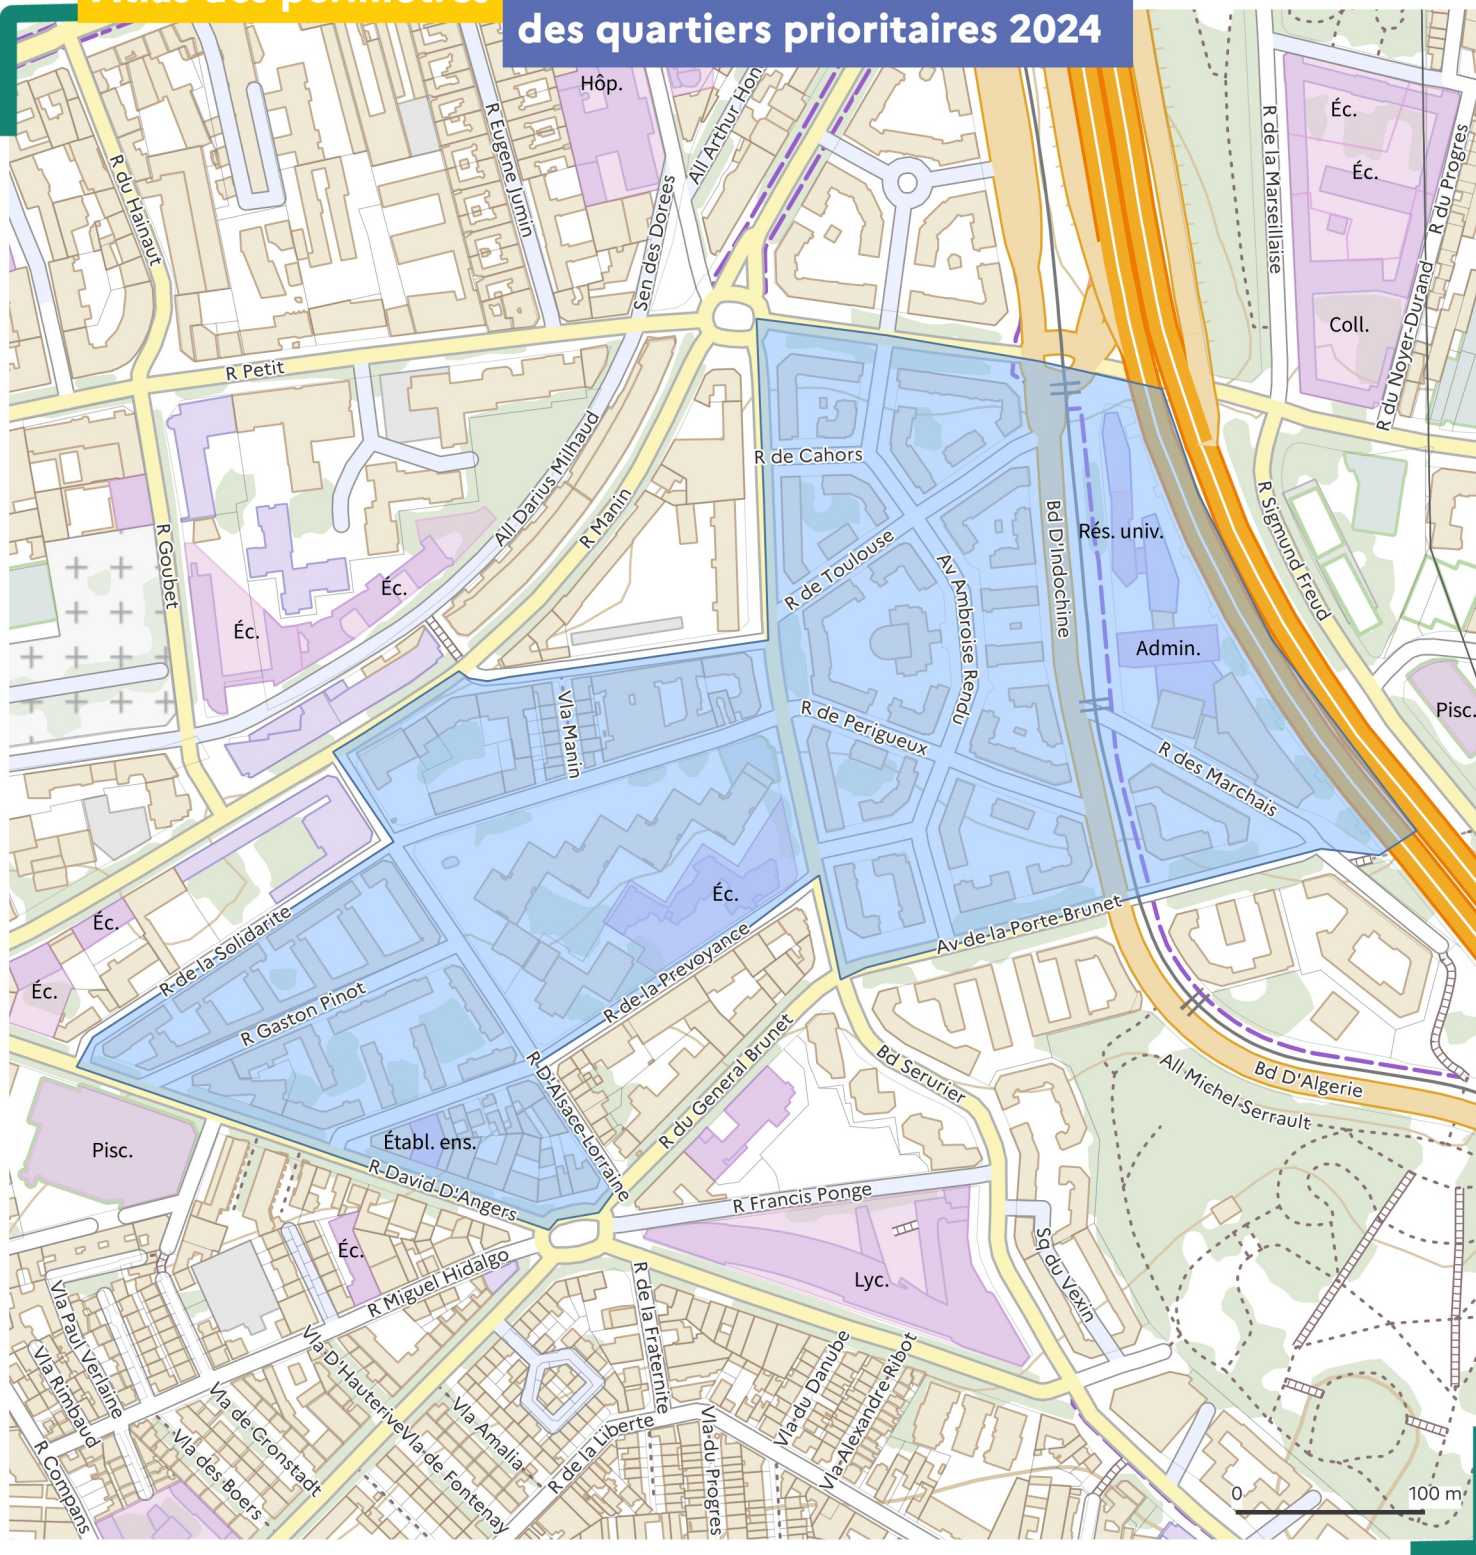 Atlas des périmètres
des quartiers prioritaires 2024
Hôp.
Éc.
Éc.
R du Hainaut
R Eugene Jumin
All Arthur Hon
R de la Marseillaise
R du Progres
Sen des Dorees
Coll.
R du Noyer-Durand
R Petit
All Darius Milhaud
R Manin
R de Cahors
R Goubet
Éc.
Éc.
R de Toulouse
Av Ambroise Rendu
Bd D'Indochine
Rés. univ.
R Sigmund Freud
Admin.
Pisc.
Vla Manin
R de Perigueux
R des Marchais
Éc.
Éc.
Éc.
R de la Solidarite
R Gaston Pinot
R de la Prevoyance
Av de la Porte Brunet
R D'Alsace-Lorraine
R du General Brunet
Bd Serurier
All Michel Serrault
Bd D'Algerie
Pisc.
Établ. ens.
R David D'Angers
R Francis Ponge
Éc.
R Miguel Hidalgo
Lyc.
Sq du Vexin
Vla Paul Verlaine
Vla Rimbaud
R Compans
Vla de Cronstadt
Vla des Boers
Vla D'Hauterive
Vla de Fontenay
Vla Amalia
R de la Liberte
R de la Fraternite
Vla du Progres
Vla du Danube
Vla Alexandre Ribot
0 100 m